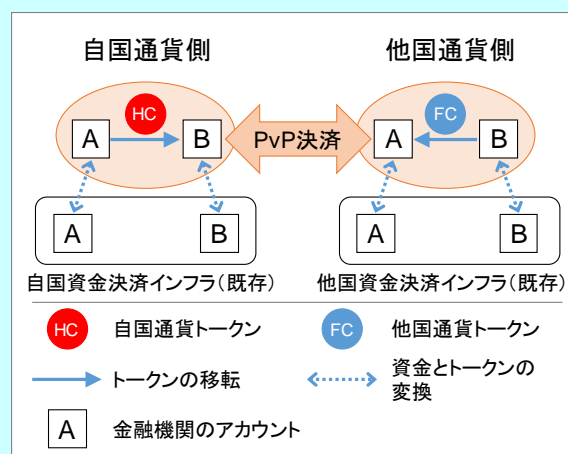 自国通貨側
他国通貨側
HC
A
B
PvP決済
FC
A
B
A
B
A
B
自国資金決済インフラ(既存)
他国資金決済インフラ(既存)
HC
自国通貨トークン
FC
他国通貨トークン
トークンの移転
資金とトークンの
変換
A
金融機関のアカウント